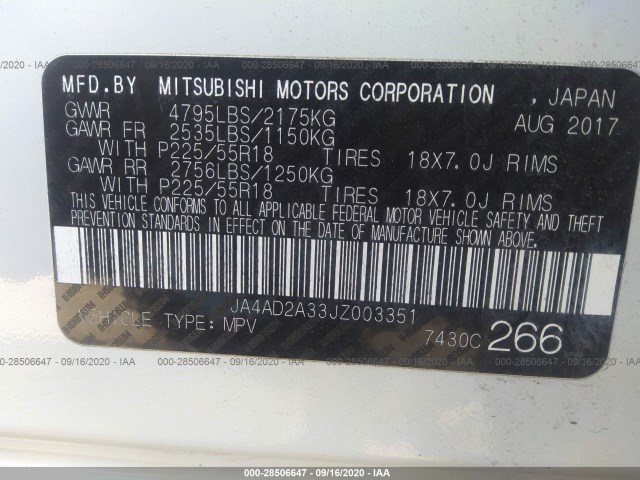 MFD.BY MITSUBISHI MOTORS CORPORATION , JAPAN
GVWR 4795LBS/2175KG AUG 2017
GAWR FR 2535LBS/1150KG
WITH P225/55R18 TIRES 18X7.0J RIMS
GAWR RR 2756LBS/1250KG
WITH P225/55R18 TIRES 18X7.0J RIMS
THIS VEHICLE CONFORMS TO ALL APPLICABLE FEDERAL MOTOR VEHICLE SAFETY AND THEFT
PREVENTION STANDARDS IN EFFECT ON THE DATE OF MANUFACTURE SHOWN ABOVE.
JA4AD2A33JZ003351
VEHICLE TYPE: MPV 7430C 266
000-28506647 - 09/16/2020 - IAA